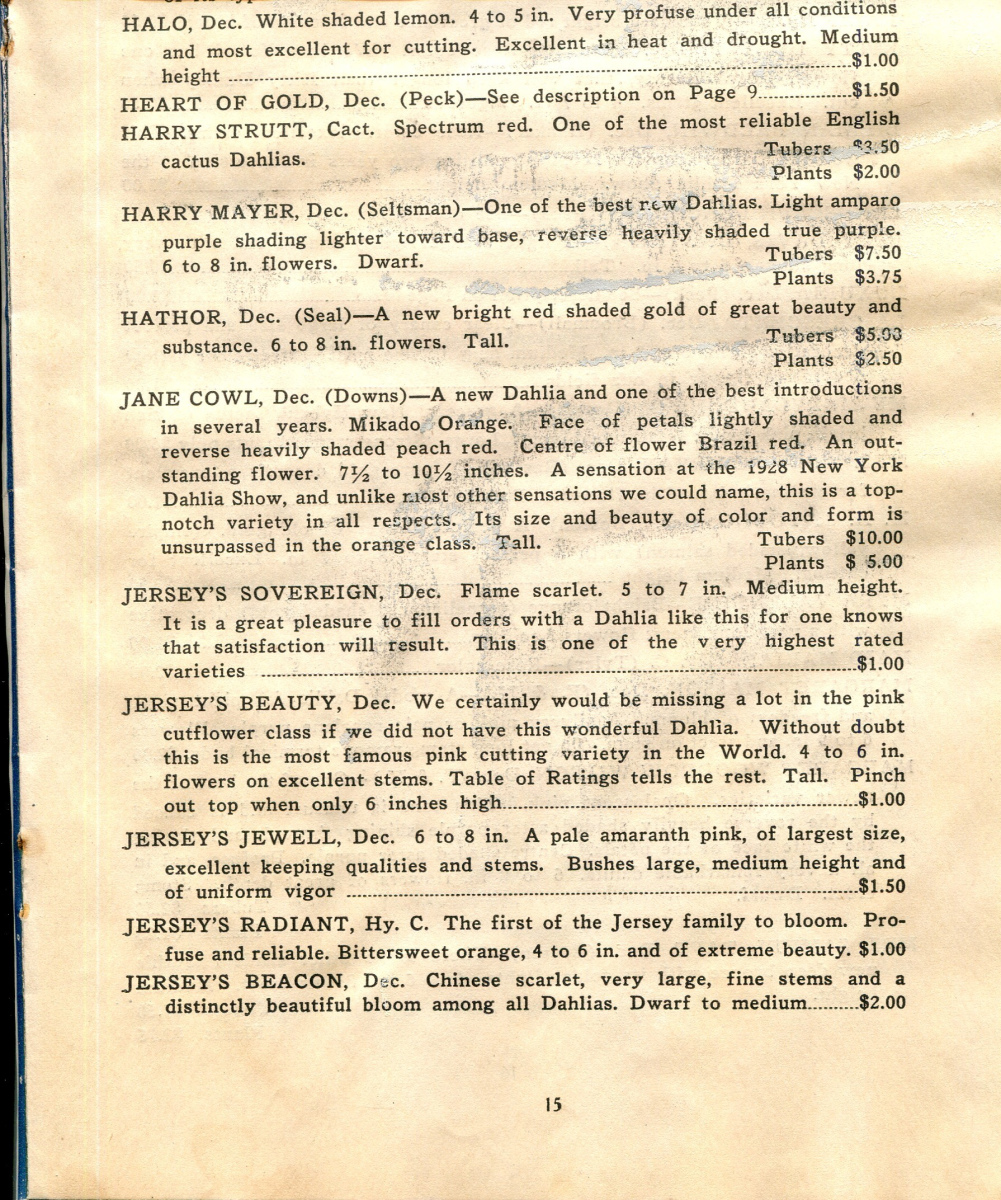 HALO, Dec. White shaded lemon. 4 to 5 in. Very profuse under all conditions
and most excellent for cutting. Excellent in heat and drought. Medium
height ........ $1.00
HEART OF GOLD, Dec. (Peck)—See description on Page 9........ $1.50
HARRY STRUTT, Cact. Spectrum red. One of the most reliable English
cactus Dahlias. Tubers $3.50
Plants $2.00
HARRY MAYER, Dec. (Seltsman)—One of the best new Dahlias. Light amparo
purple shading lighter toward base, reverse heavily shaded true purple.
6 to 8 in. flowers. Dwarf. Tubers $7.50
Plants $3.75
HATHOR, Dec. (Seal)—A new bright red shaded gold of great beauty and
substance. 6 to 8 in. flowers. Tall. Tubers $5.00
Plants $2.50
JANE COWL, Dec. (Downs)—A new Dahlia and one of the best introductions
in several years. Mikado Orange. Face of petals lightly shaded and
reverse heavily shaded peach red. Centre of flower Brazil red. An out-
standing flower. 7½ to 10½ inches. A sensation at the 1928 New York
Dahlia Show, and unlike most other sensations we could name, this is a top-
notch variety in all respects. Its size and beauty of color and form is
unsurpassed in the orange class. Tall. Tubers $10.00
Plants $ 5.00
JERSEY'S SOVEREIGN, Dec. Flame scarlet. 5 to 7 in. Medium height.
It is a great pleasure to fill orders with a Dahlia like this for one knows
that satisfaction will result. This is one of the very highest rated
varieties ........ $1.00
JERSEY'S BEAUTY, Dec. We certainly would be missing a lot in the pink
cutflower class if we did not have this wonderful Dahlia. Without doubt
this is the most famous pink cutting variety in the World. 4 to 6 in.
flowers on excellent stems. Table of Ratings tells the rest. Tall. Pinch
out top when only 6 inches high........ $1.00
JERSEY'S JEWELL, Dec. 6 to 8 in. A pale amaranth pink, of largest size,
excellent keeping qualities and stems. Bushes large, medium height and
of uniform vigor ........ $1.50
JERSEY'S RADIANT, Hy. C. The first of the Jersey family to bloom. Pro-
fuse and reliable. Bittersweet orange, 4 to 6 in. and of extreme beauty. $1.00
JERSEY'S BEACON, Dec. Chinese scarlet, very large, fine stems and a
distinctly beautiful bloom among all Dahlias. Dwarf to medium........ $2.00
15